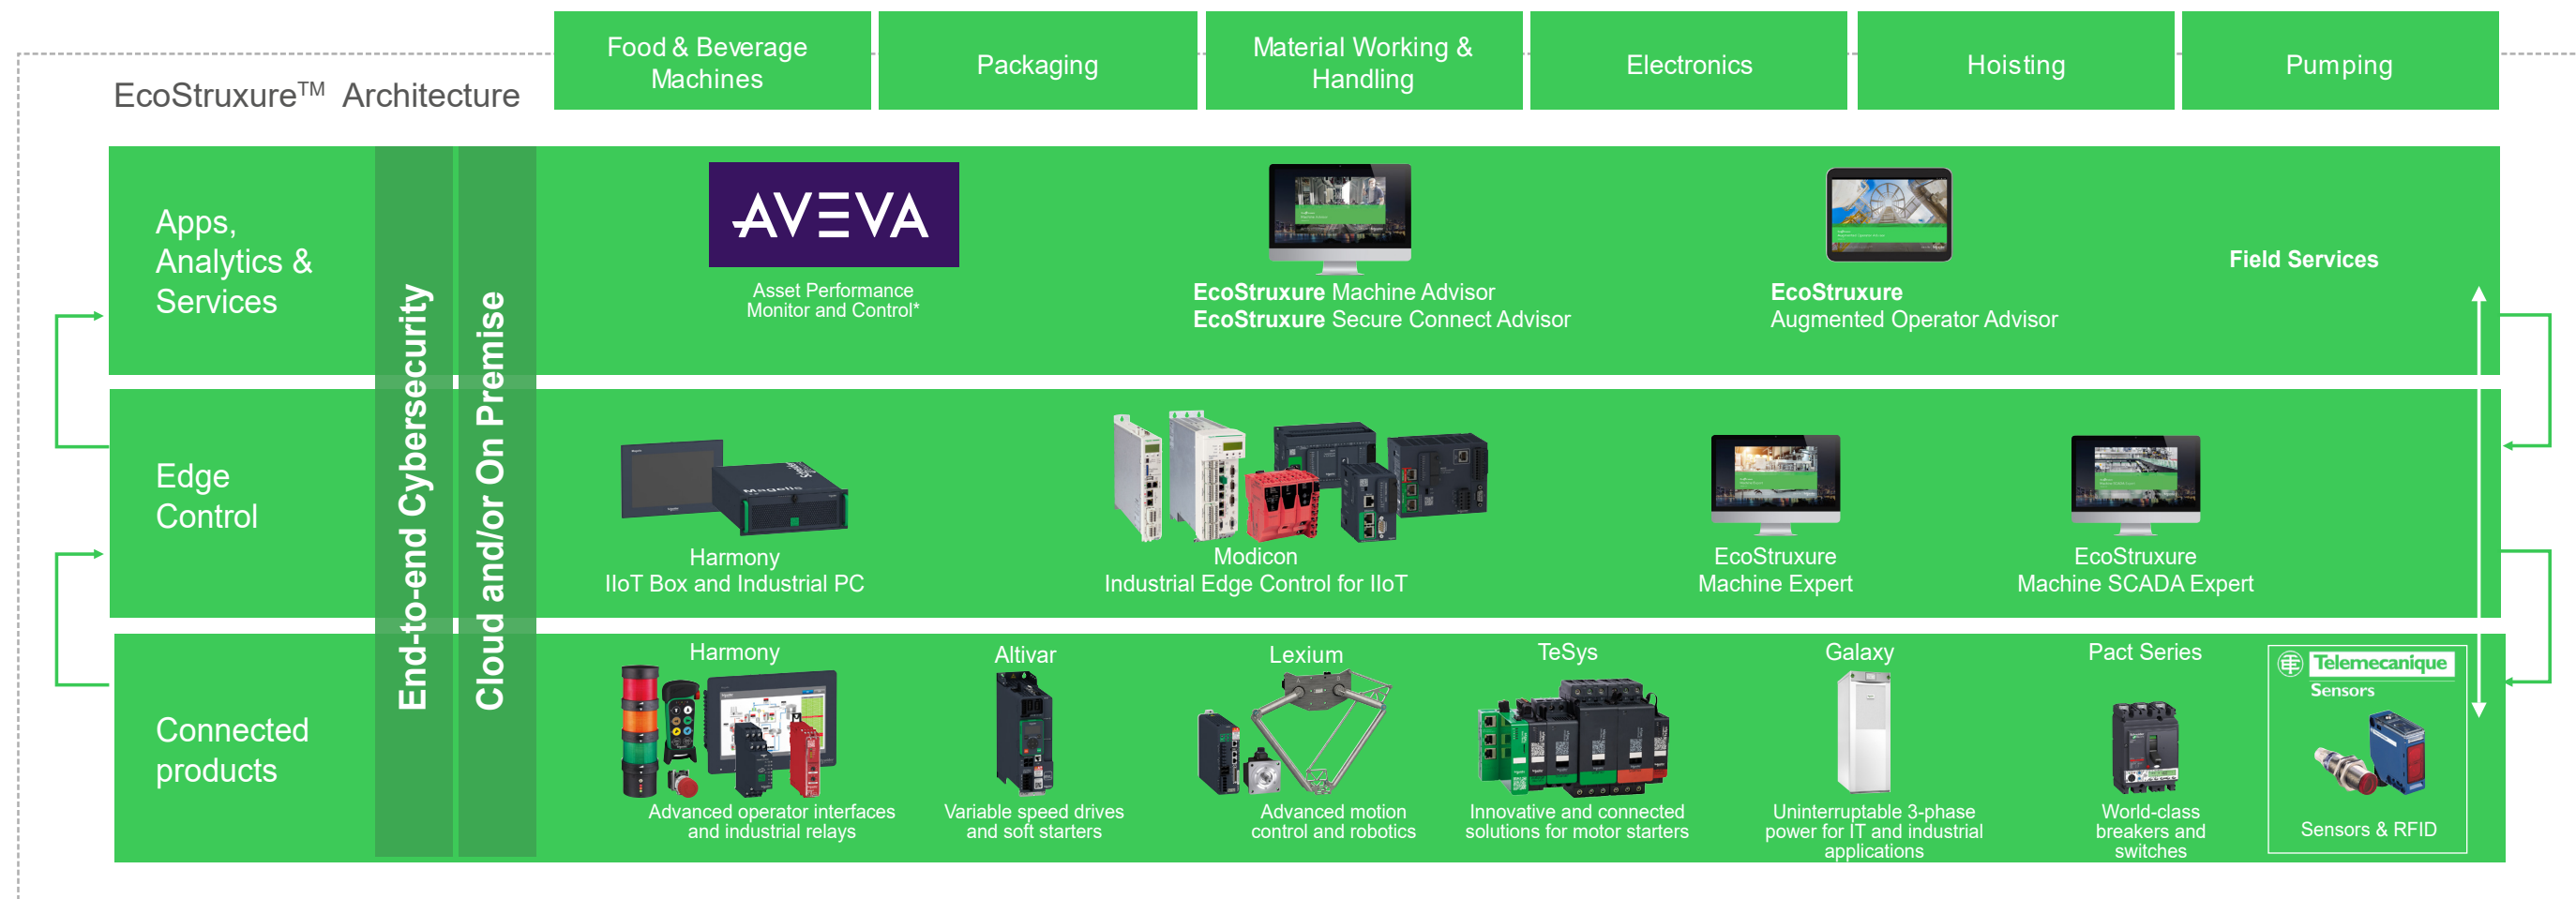 Food & Beverage
Machines
Packaging
Material Working &
Handling
Electronics
Hoisting
Pumping
EcoStruxure™ Architecture
Apps,
Analytics &
Services
End-to-end Cybersecurity
Cloud and/or On Premise
AVEVA
Asset Performance
Monitor and Control*
EcoStruxure Machine Advisor
EcoStruxure Secure Connect Advisor
EcoStruxure
Augmented Operator Advisor
Field Services
Edge
Control
Magelis
Harmony
IIoT Box and Industrial PC
Modicon
Industrial Edge Control for IIoT
EcoStruxure
Machine Expert
EcoStruxure
Machine SCADA Expert
Connected
products
Harmony
Advanced operator interfaces
and industrial relays
Altivar
Variable speed drives
and soft starters
Lexium
Advanced motion
control and robotics
TeSys
Innovative and connected
solutions for motor starters
Galaxy
Uninterruptable 3-phase
power for IT and industrial
applications
Pact Series
World-class
breakers and
switches
Telemecanique
Sensors
Sensors & RFID